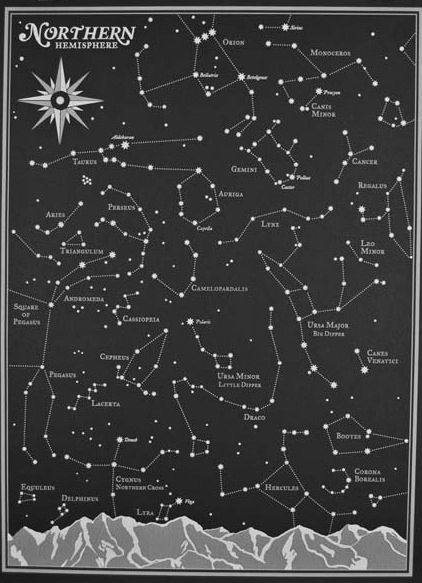 Northern
Hemisphere
Sirius
Orion
Monoceros
Bellatrix
Betelgeuse
Procyon
Canis
Minor
Aldebaran
Taurus
Gemini
Pollux
Castor
Cancer
Regalus
Auriga
Capella
Perseus
Aries
Lynx
Triangulum
Leo
Minor
Camelopardalis
Andromeda
Square
of
Pegasus
Cassiopeia
Polaris
Ursa Major
Big Dipper
Cepheus
Ursa Minor
Little Dipper
Canes
Venatici
Pegasus
Lacerta
Draco
Deneb
Bootes
Cygnus
Northern Cross
Corona
Borealis
Equuleus
Delphinus
Vega
Lyra
Hercules